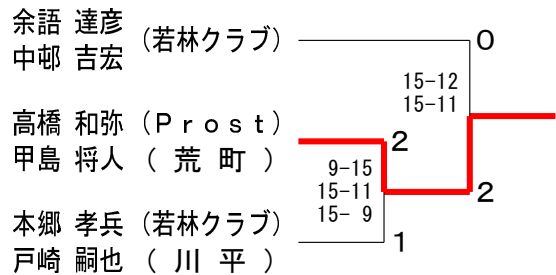 余語 達彦
中邨 吉宏
(若林クラブ)
0
15-12
15-11
高橋 和弥 (Ｐｒｏｓｔ)
甲島 将人 ( 荒 町 )
2
9-15
15-11
15- 9
2
本郷 孝兵 (若林クラブ)
戸崎 嗣也 ( 川 平 )
1